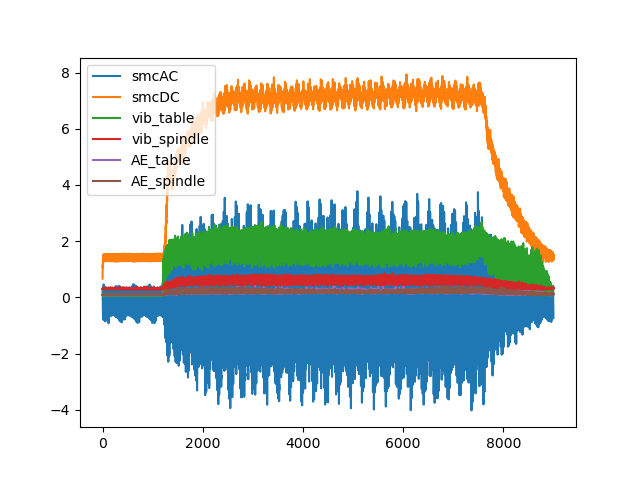 smcAC
smcDC
vib_table
vib_spindle
AE_table
AE_spindle
8
6
4
2
0
−2
−4
0 2000 4000 6000 8000